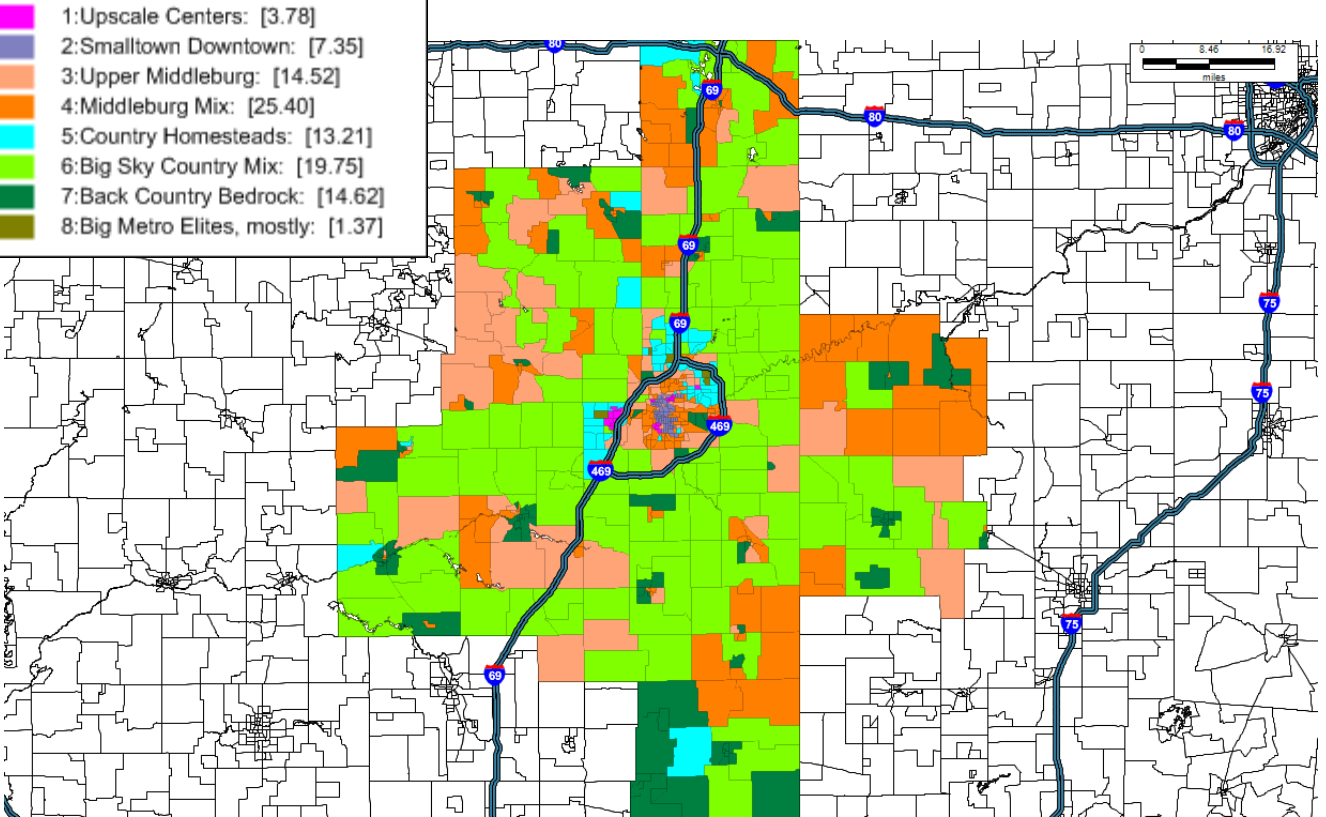 1:Upscale Centers: [3.78]
2:Smalltown Downtown: [7.35]
3:Upper Middleburg: [14.52]
4:Middleburg Mix: [25.40]
5:Country Homesteads: [13.21]
6:Big Sky Country Mix: [19.75]
7:Back Country Bedrock: [14.62]
8:Big Metro Elites, mostly: [1.37]
0 8.46 16.92
miles
80
69
80
80
69
75
69
75
469
469
75
69